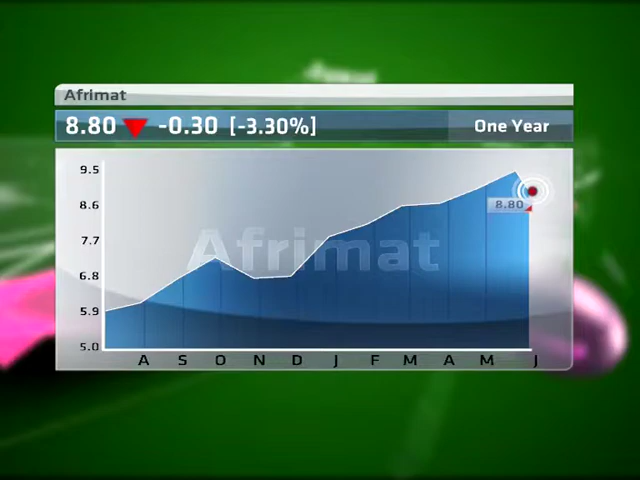 Afrimat
8.80 -0.30 [-3.30%] One Year
9.5
8.6
8.80
7.7
Afrimat
6.8
5.9
5.0
A S O N D J F M A M J